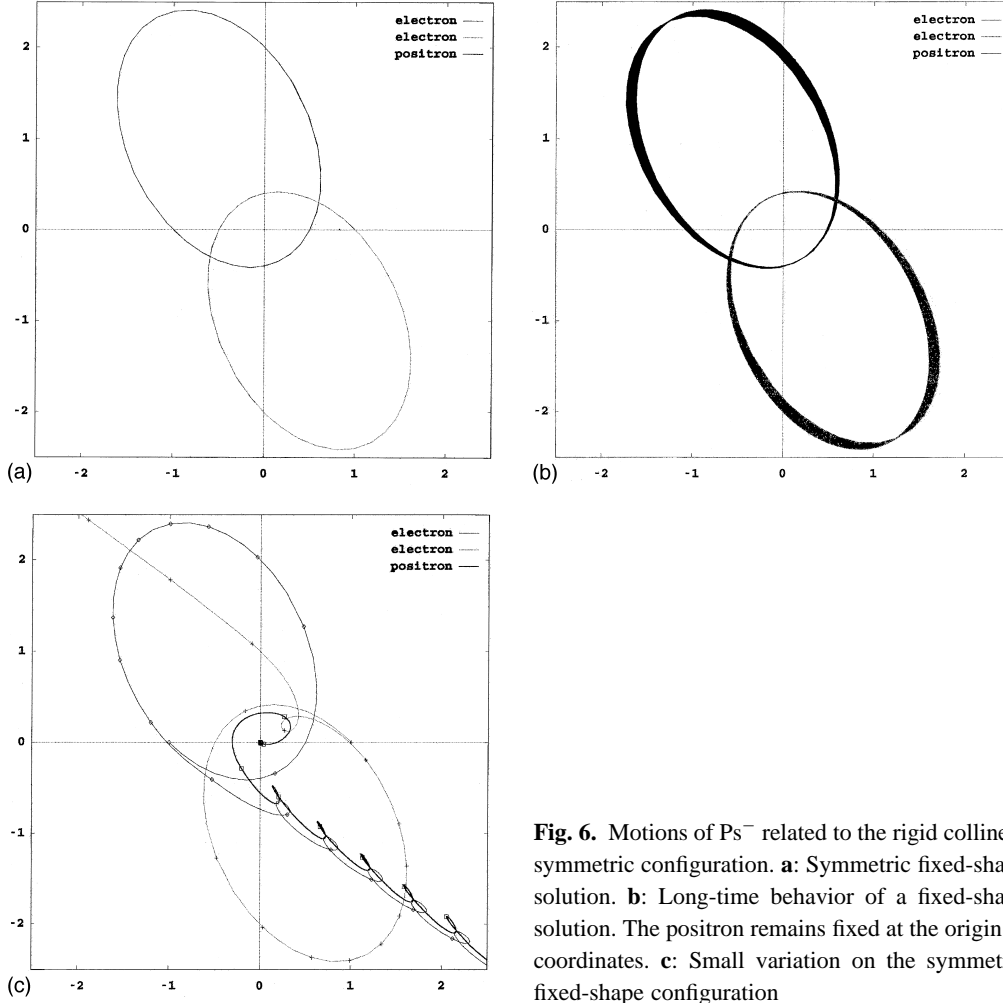 electron
electron
positron
2
1
0
-1
-2
-2
-1
0
1
2
(a)
electron
electron
positron
2
1
0
-1
-2
-2
-1
0
1
2
(b)
electron
electron
positron
2
1
0
-1
-2
-2
-1
0
1
2
(c)
Fig. 6. Motions of Ps⁻ related to the rigid colline
symmetric configuration. a: Symmetric fixed-sha
solution. b: Long-time behavior of a fixed-sha
solution. The positron remains fixed at the origin
coordinates. c: Small variation on the symmet
fixed-shape configuration